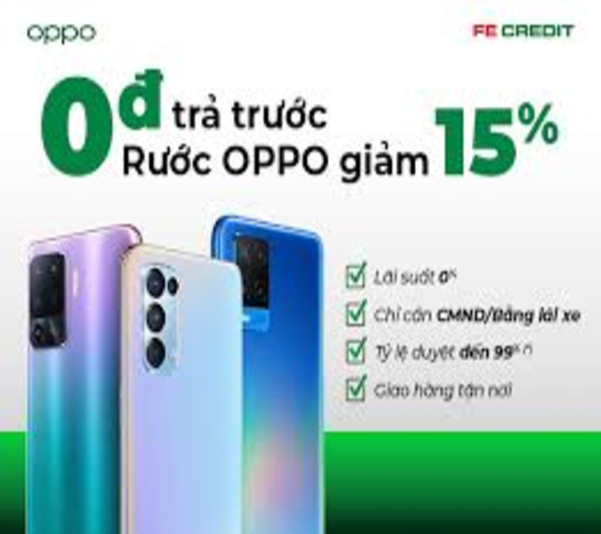 oppo
FE CREDIT
0đ trả trước
Rước OPPO giảm 15%
Lãi suất 0%
Chỉ cần CMND/Bằng lái xe
Tỷ lệ duyệt đến 99% (*)
Giao hàng tận nơi